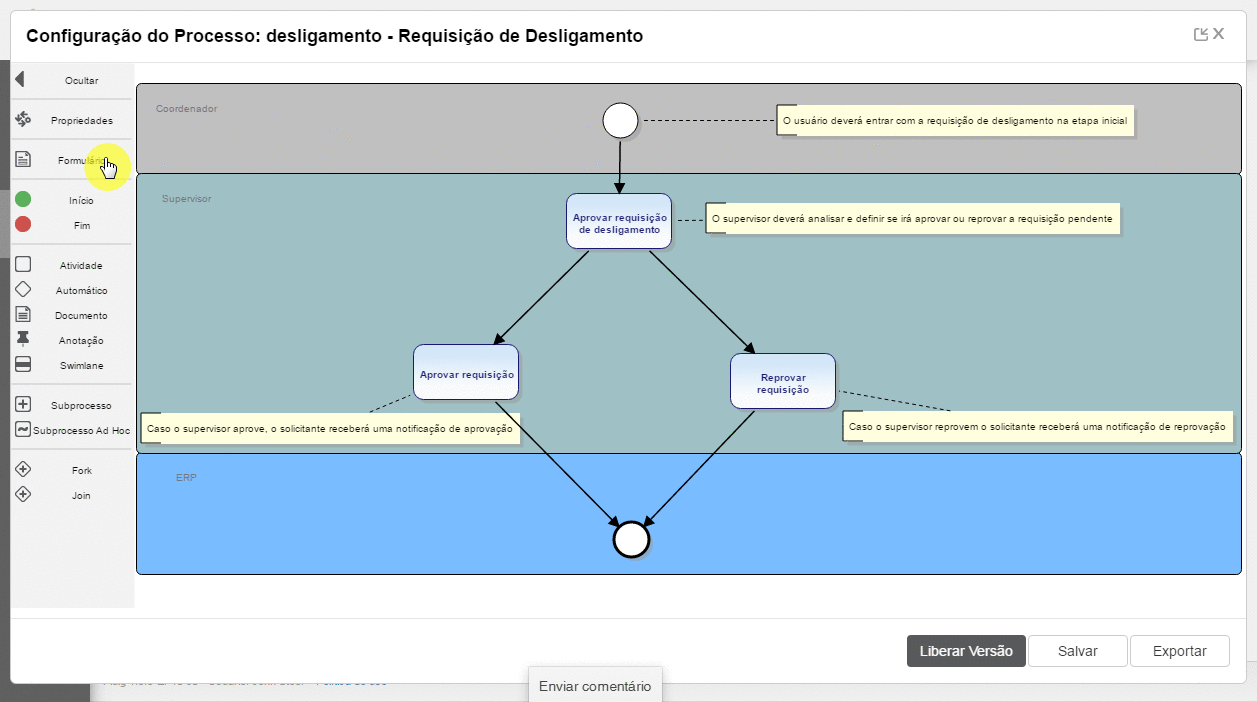 Configuração do Processo: desligamento - Requisição de Desligamento
Ocultar
Propriedades
Formulário
Início
Fim
Atividade
Automático
Documento
Anotação
Swimlane
Subprocesso
Subprocesso Ad Hoc
Fork
Join
Coordenador
O usuário deverá entrar com a requisição de desligamento na etapa inicial
Supervisor
Aprovar requisição
de desligamento
O supervisor deverá analisar e definir se irá aprovar ou reprovar a requisição pendente
Aprovar requisição
Reprovar
requisição
Caso o supervisor aprove, o solicitante receberá uma notificação de aprovação
Caso o supervisor reprovem o solicitante receberá uma notificação de reprovação
ERP
Liberar Versão
Salvar
Exportar
Enviar comentário